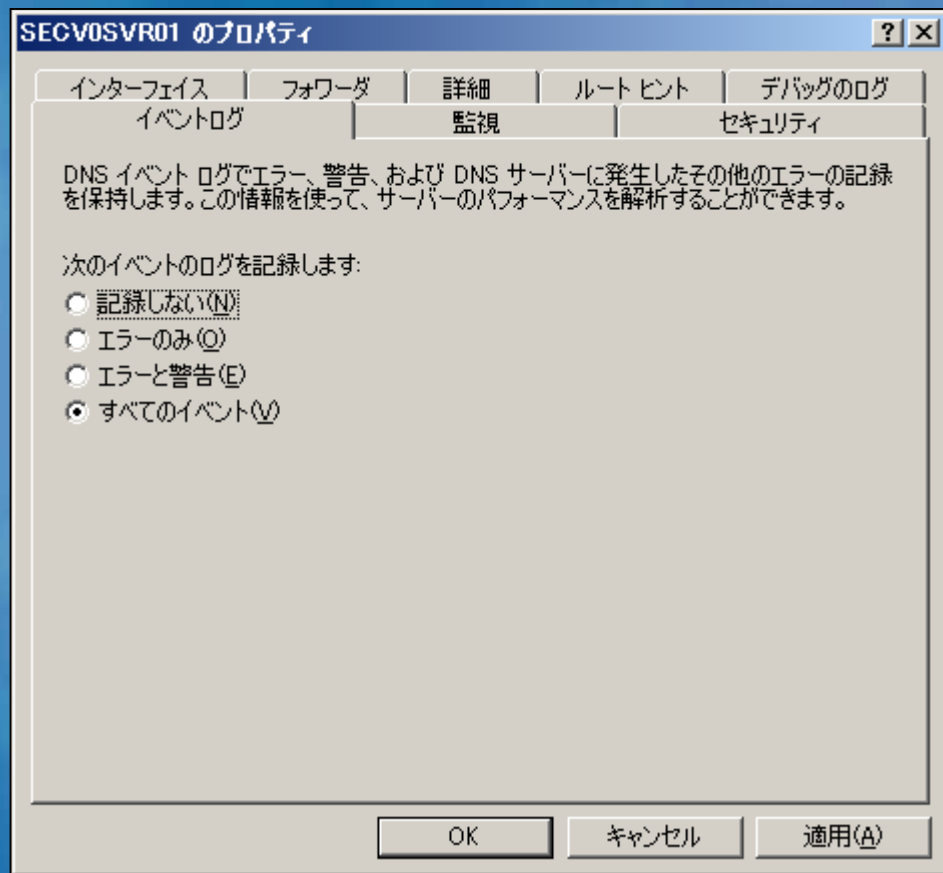 SECV0SVR01 のプロパティ
インターフェイス フォワーダ 詳細 ルート ヒント デバッグのログ
イベントログ 監視 セキュリティ
DNS イベント ログでエラー、警告、および DNS サーバーに発生したその他のエラーの記録
を保持します。この情報を使って、サーバーのパフォーマンスを解析することができます。
次のイベントのログを記録します:
記録しない(N)
エラーのみ(O)
エラーと警告(E)
すべてのイベント(V)
OK キャンセル 適用(A)